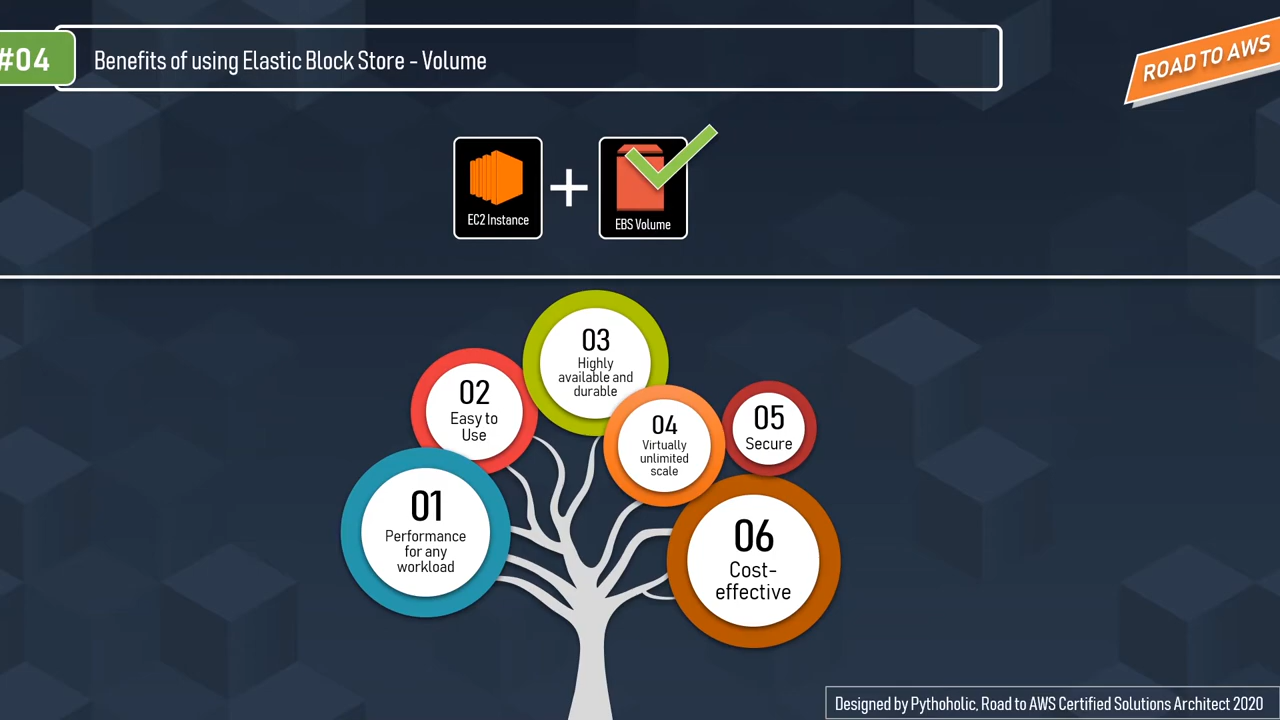 #04
Benefits of using Elastic Block Store - Volume
ROAD TO AWS
EC2 Instance
EBS Volume
03
Highly
available and
durable
02
Easy to
Use
04
Virtually
unlimited
scale
05
Secure
01
Performance
for any
workload
06
Cost-
effective
Designed by Pythoholic, Road to AWS Certified Solutions Architect 2020